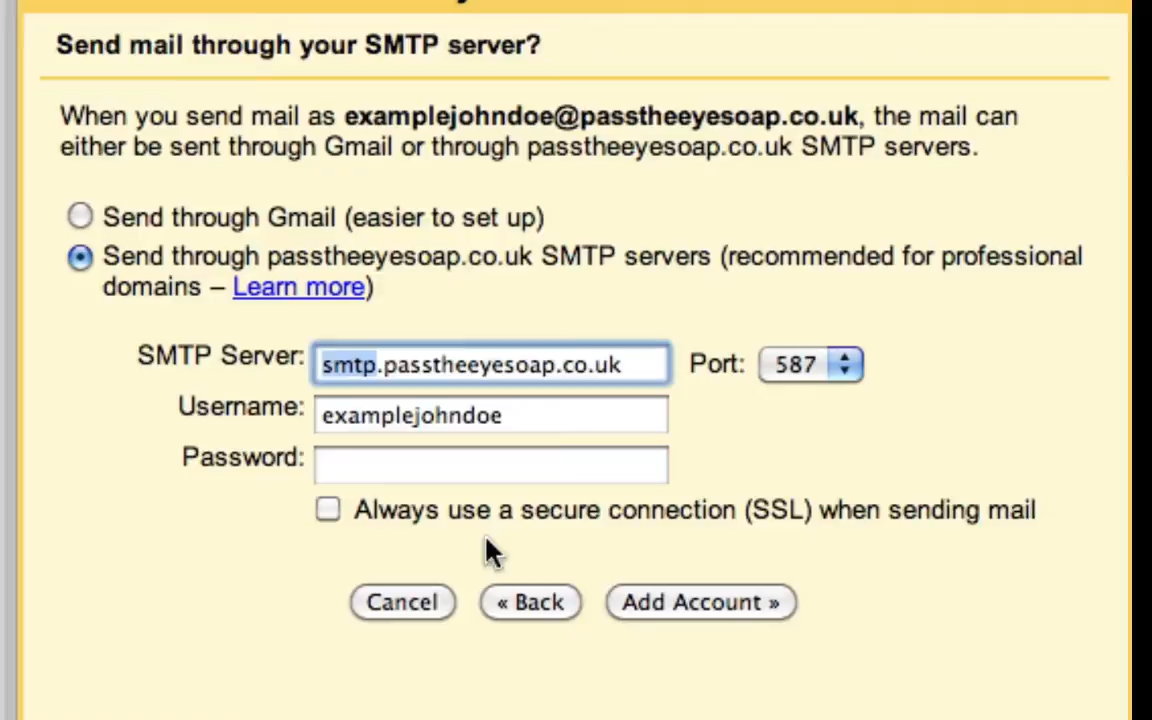 Send mail through your SMTP server?
When you send mail as examplejohndoe@passtheeyesoap.co.uk, the mail can
either be sent through Gmail or through passtheeyesoap.co.uk SMTP servers.
Send through Gmail (easier to set up)
Send through passtheeyesoap.co.uk SMTP servers (recommended for professional
domains – Learn more)
SMTP Server: smtp.passtheeyesoap.co.uk Port: 587
Username: examplejohndoe
Password:
Always use a secure connection (SSL) when sending mail
Cancel « Back Add Account »